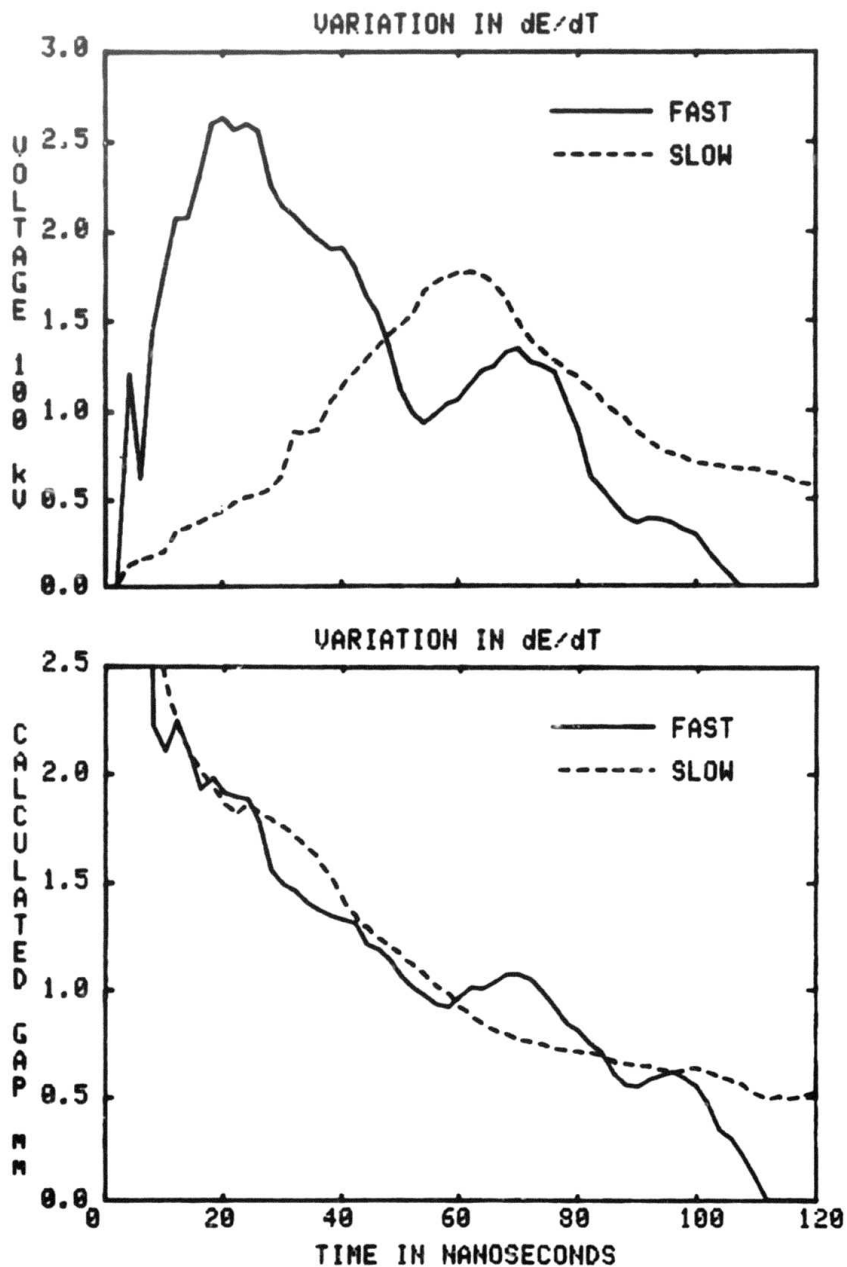 VARIATION IN dE/dT
3.0
2.5
2.0
1.5
1.0
0.5
0.0
VOLTAGE 100 kV
FAST
SLOW
VARIATION IN dE/dT
2.5
2.0
1.5
1.0
0.5
0.0
CALCULATED GAP mm
FAST
SLOW
0 20 40 60 80 100 120
TIME IN NANOSECONDS